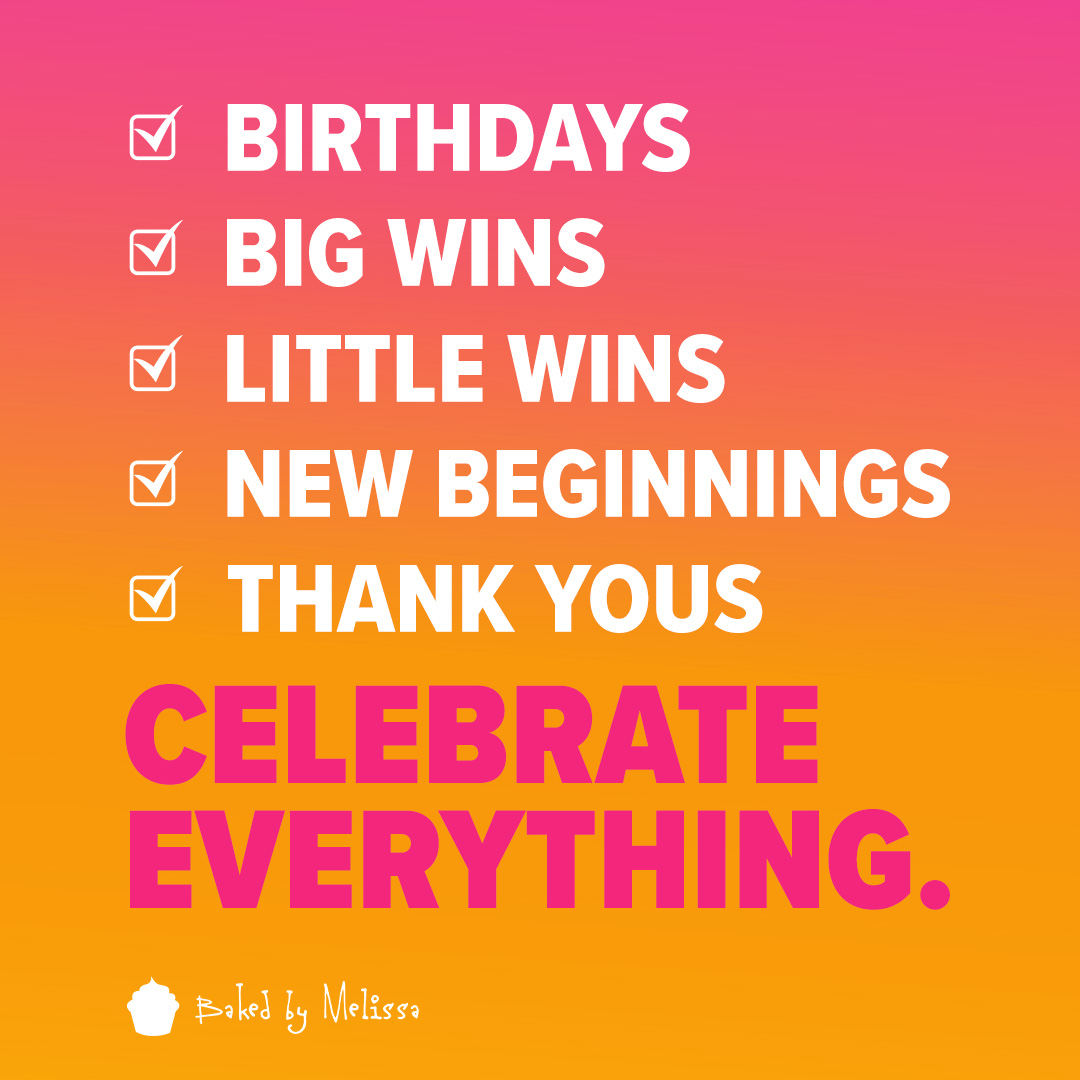 BIRTHDAYS
BIG WINS
LITTLE WINS
NEW BEGINNINGS
THANK YOUS
CELEBRATE
EVERYTHING.
Baked by Melissa